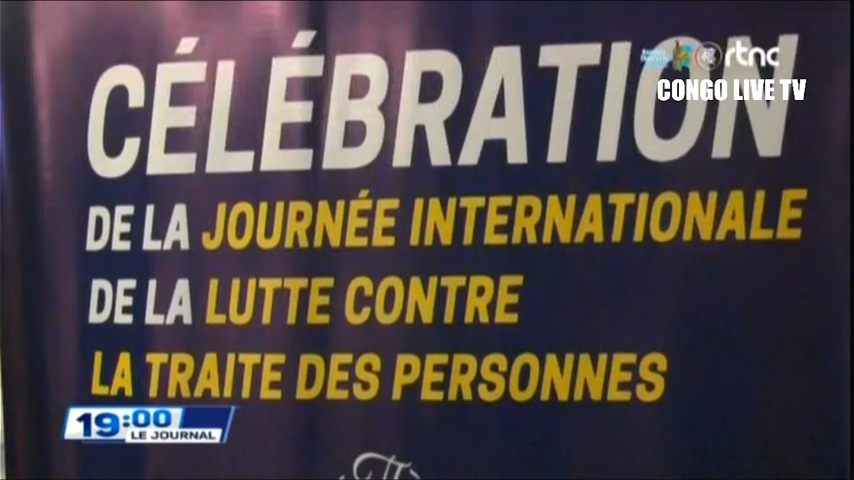 rtnc
CONGO LIVE TV
CÉLÉBRATION
DE LA JOURNÉE INTERNATIONALE
DE LA LUTTE CONTRE
LA TRAITE DES PERSONNES
19:00
LE JOURNAL